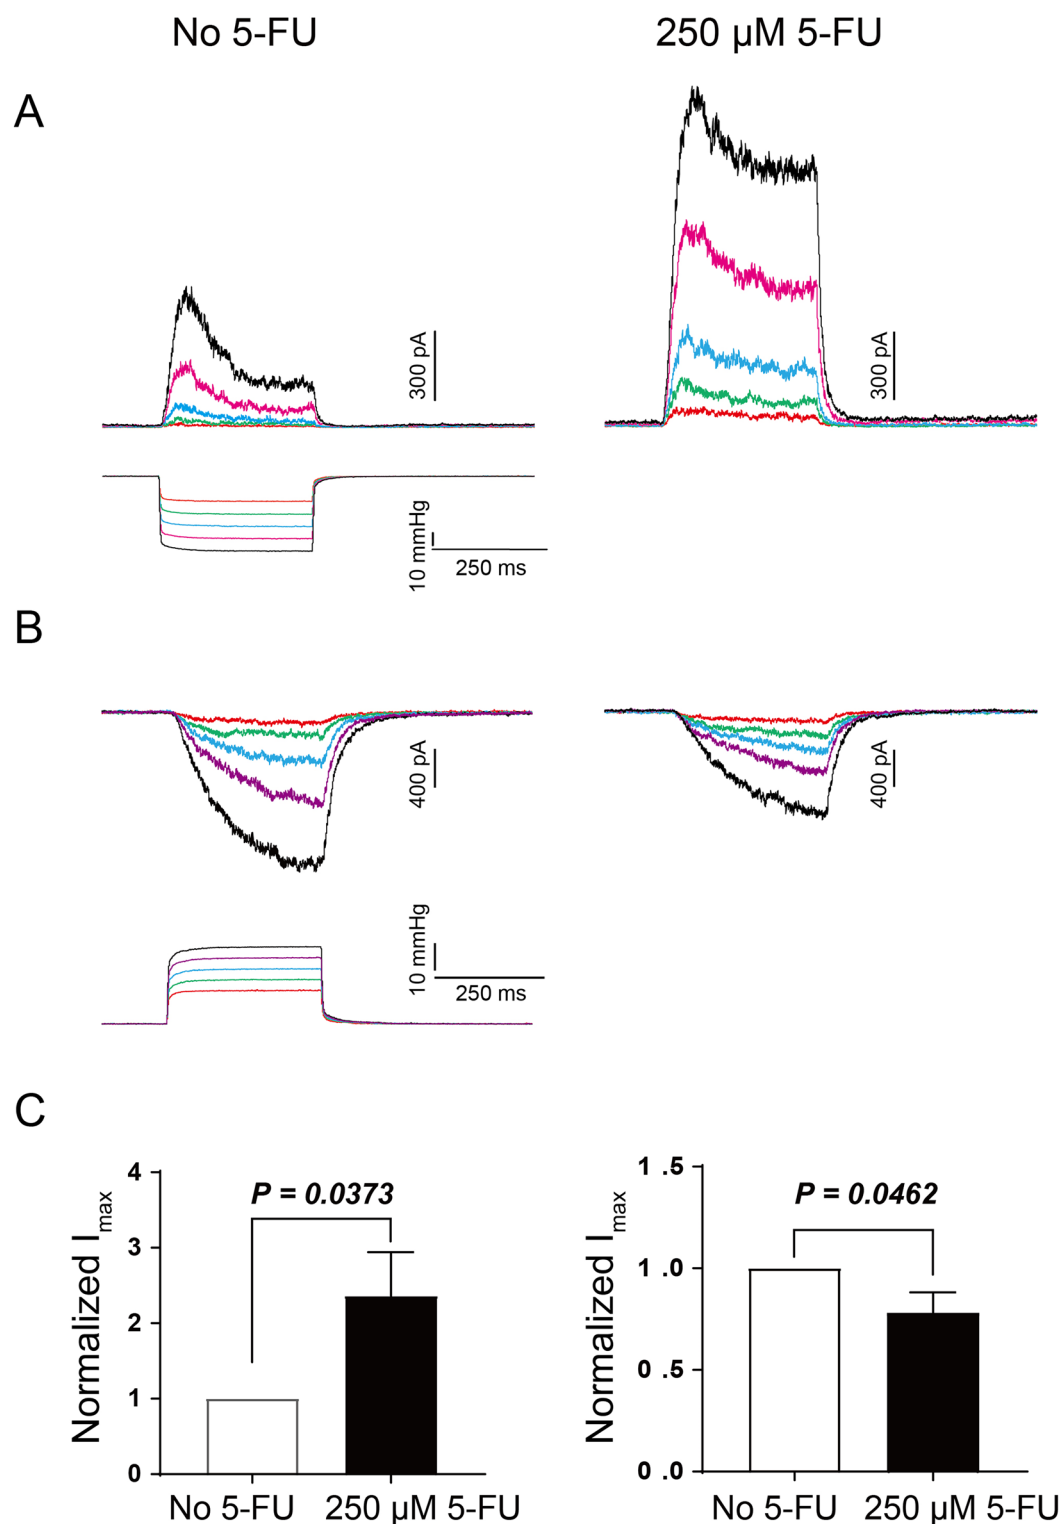 No 5-FU
250 µM 5-FU
A
300 pA
300 pA
10 mmHg
250 ms
B
400 pA
400 pA
10 mmHg
250 ms
C
Normalized Imax
4
3
2
1
0
P = 0.0373
No 5-FU
250 µM 5-FU
Normalized Imax
1.5
1.0
0.5
0.0
P = 0.0462
No 5-FU
250 µM 5-FU